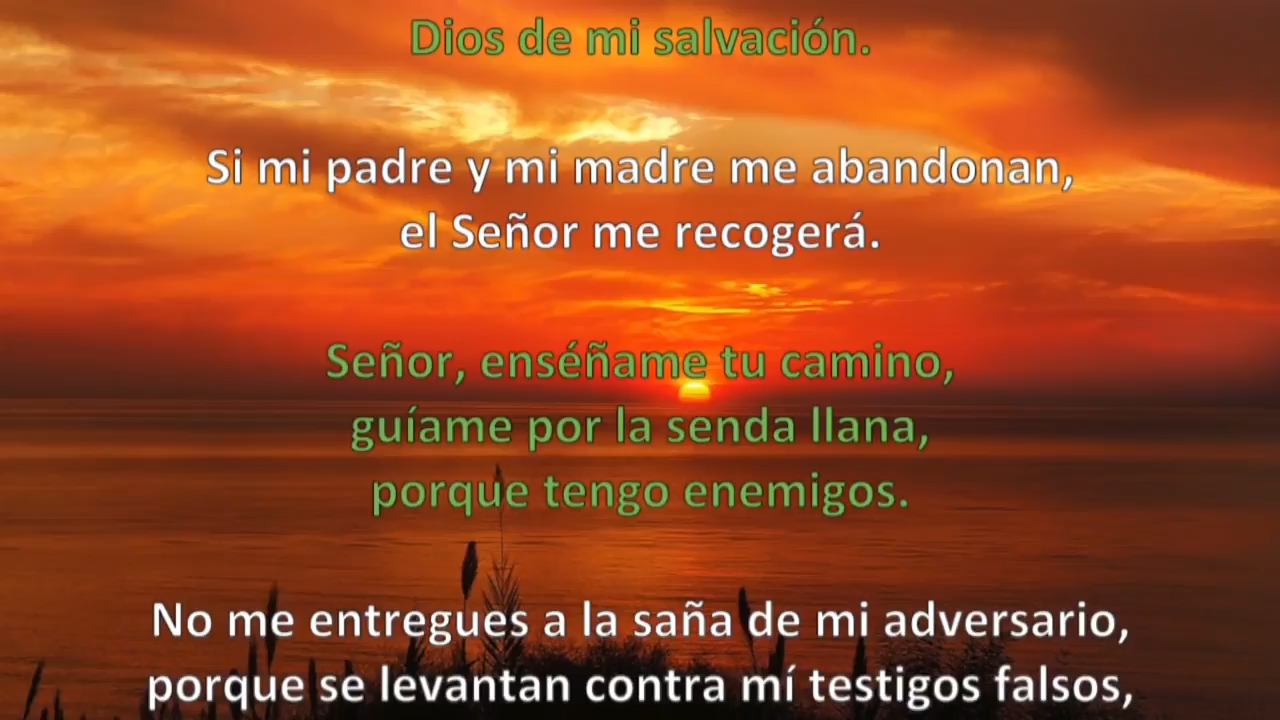 Dios de mi salvación.
Si mi padre y mi madre me abandonan,
el Señor me recogerá.
Señor, enséñame tu camino,
guíame por la senda llana,
porque tengo enemigos.
No me entregues a la saña de mi adversario,
porque se levantan contra mí testigos falsos,